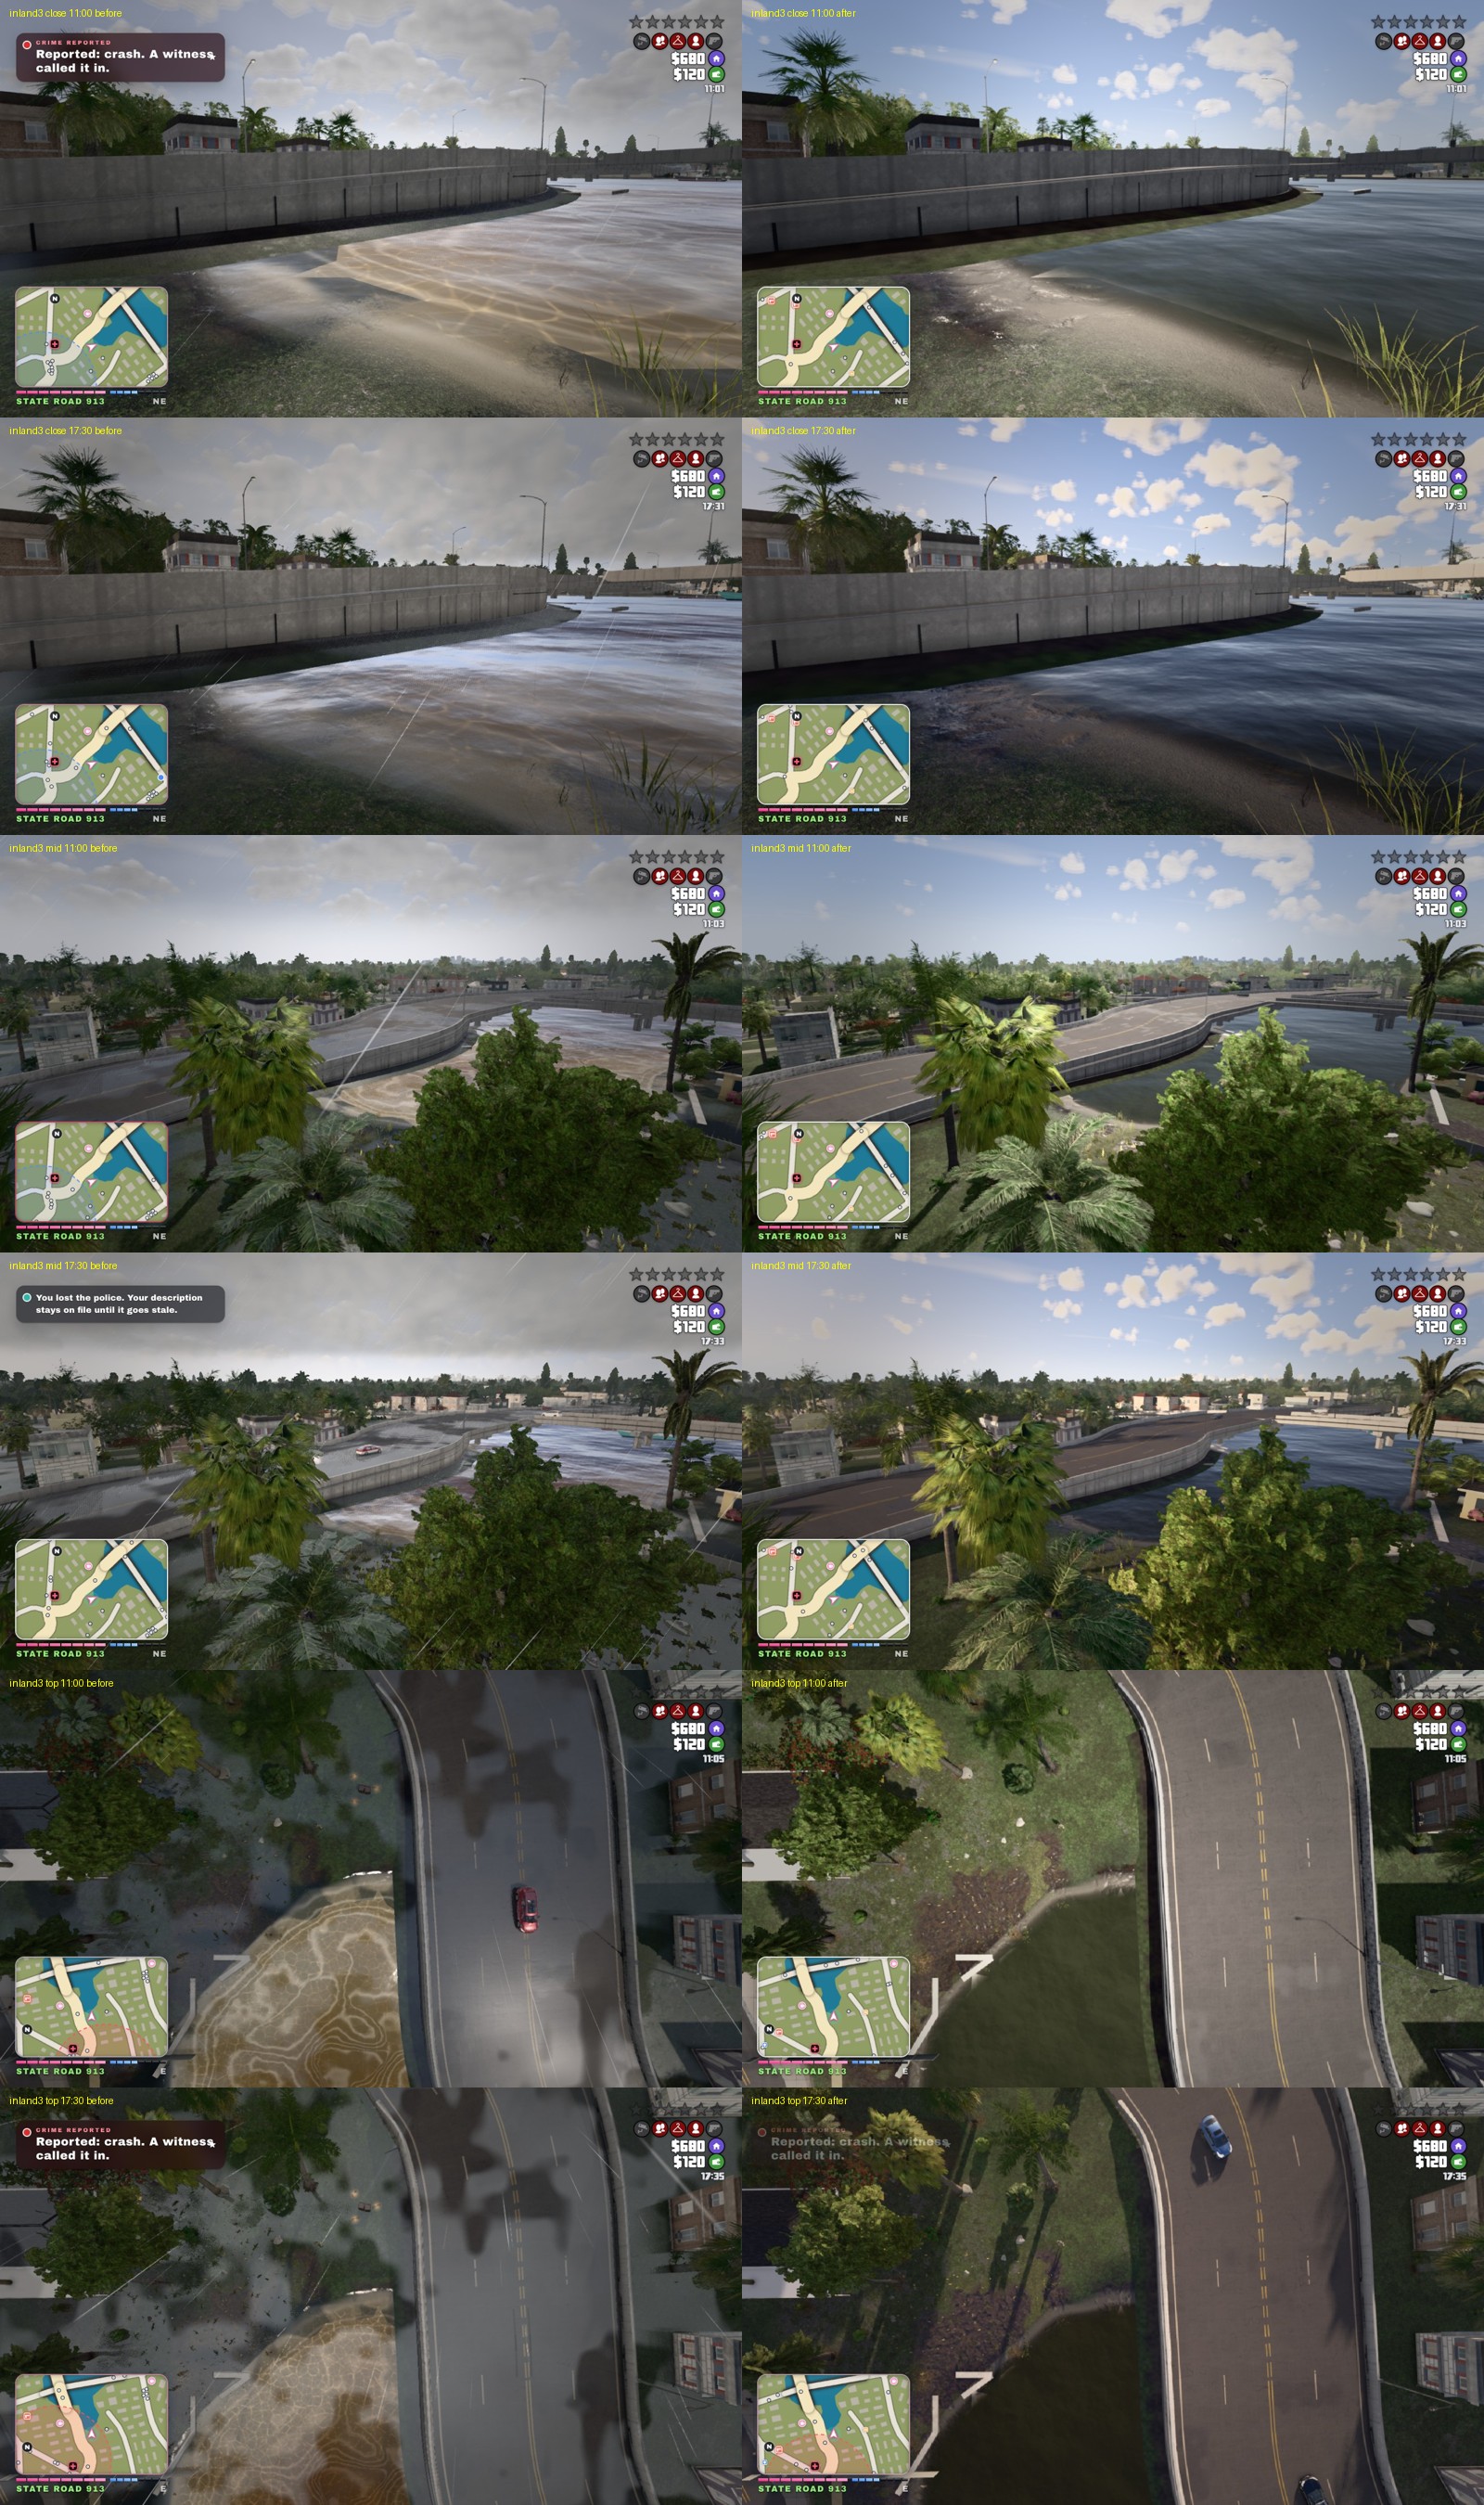 inland3 close 11:00 before
CRIME REPORTED
Reported: crash. A witness
called it in.
$680
$120
11:01
N
STATE ROAD 913 NE
inland3 close 11:00 after
$680
$120
11:01
N
STATE ROAD 913 NE
inland3 close 17:30 before
$680
$120
17:31
N
STATE ROAD 913 NE
inland3 close 17:30 after
$680
$120
17:31
N
STATE ROAD 913 NE
inland3 mid 11:00 before
$680
$120
11:03
N
STATE ROAD 913 NE
inland3 mid 11:00 after
$680
$120
11:03
N
STATE ROAD 913 NE
inland3 mid 17:30 before
You lost the police. Your description
stays on file until it goes stale.
$680
$120
17:33
N
STATE ROAD 913 NE
inland3 mid 17:30 after
$680
$120
17:33
N
STATE ROAD 913 NE
inland3 top 11:00 before
$680
$120
11:05
N
STATE ROAD 913 E
inland3 top 11:00 after
$680
$120
11:05
N
STATE ROAD 913 E
inland3 top 17:30 before
CRIME REPORTED
Reported: crash. A witness
called it in.
$680
$120
17:35
N
STATE ROAD 913 E
inland3 top 17:30 after
CRIME REPORTED
Reported: crash. A witness
called it in.
$680
$120
17:35
N
STATE ROAD 913 E